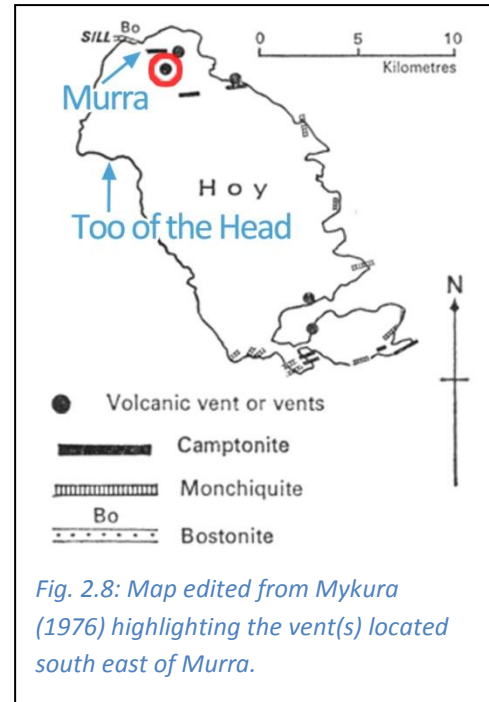 Bo
SILL
0 5 10
Kilometres
Murra
Hoy
Too of the Head
N
Volcanic vent or vents
Camptonite
Monchiquite
Bo
Bostonite
Fig. 2.8: Map edited from Mykura
(1976) highlighting the vent(s) located
south east of Murra.